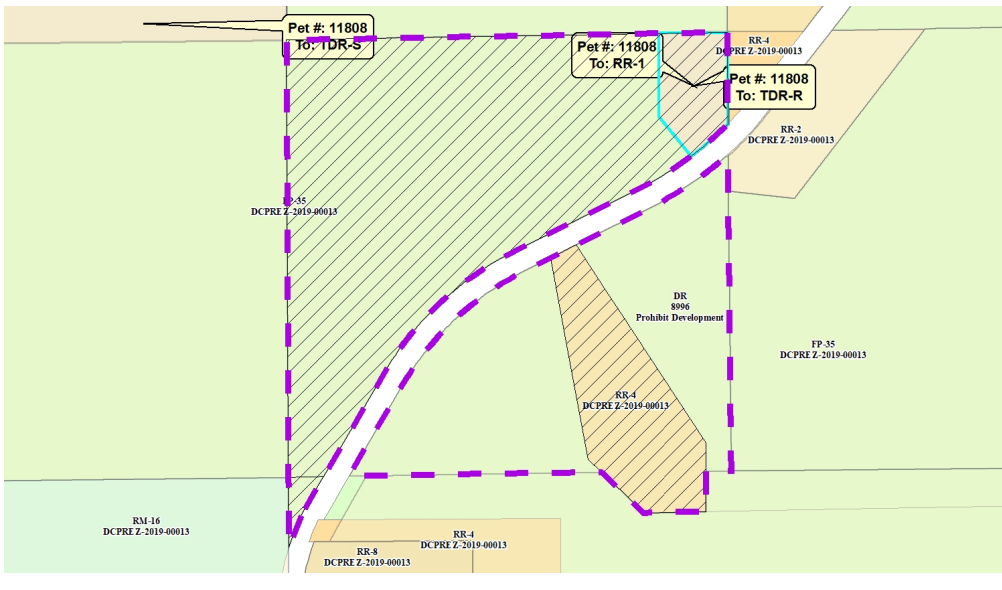 Pet #: 11808
To: TDR-S
Pet #: 11808
To: RR-1
RR-4
DCPREZ-2019-00013
Pet #: 11808
To: TDR-R
RR-2
DCPREZ-2019-00013
FP-35
DCPREZ-2019-00013
DR
8996
Prohibit Development
FP-35
DCPREZ-2019-00013
RR-4
DCPREZ-2019-00013
RM-16
DCPREZ-2019-00013
RR-4
DCPREZ-2019-00013
RR-8
DCPREZ-2019-00013